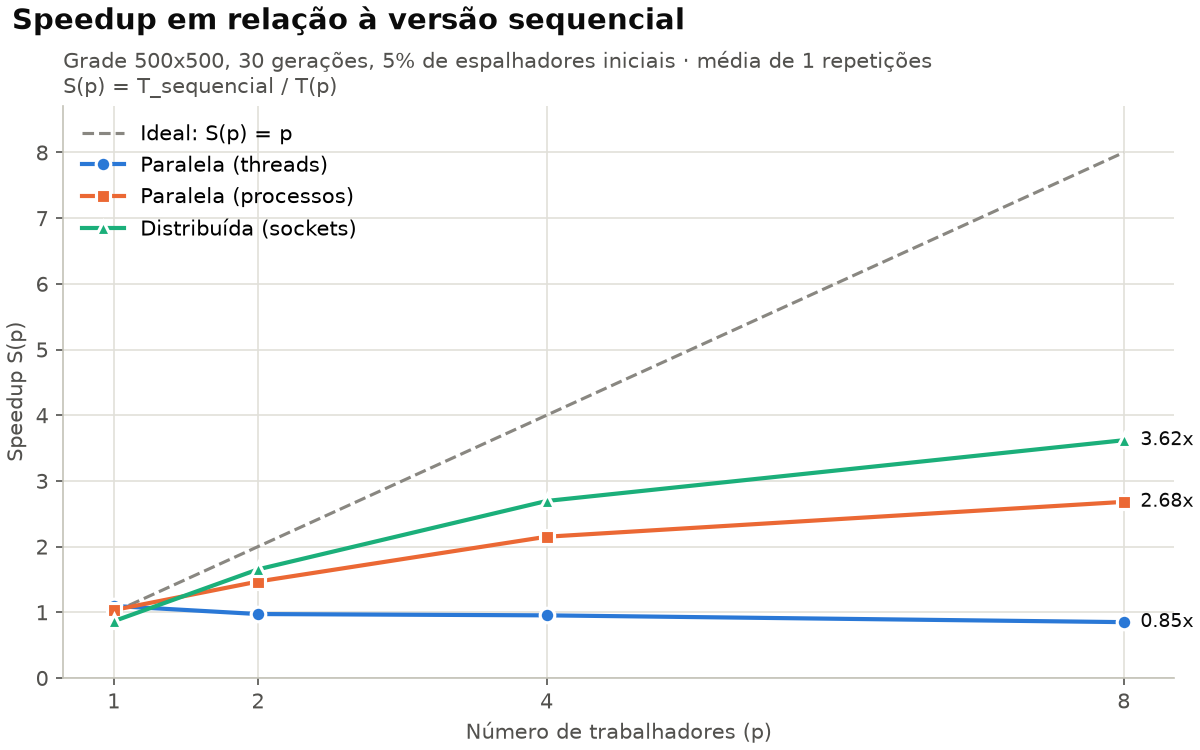 Speedup em relação à versão sequencial
Grade 500x500, 30 gerações, 5% de espalhadores iniciais · média de 1 repetições
S(p) = T_sequencial / T(p)
Ideal: S(p) = p
Paralela (threads)
Paralela (processos)
Distribuída (sockets)
Speedup S(p)
8
7
6
5
4
3
2
1
0
3.62x
2.68x
0.85x
1
2
4
8
Número de trabalhadores (p)